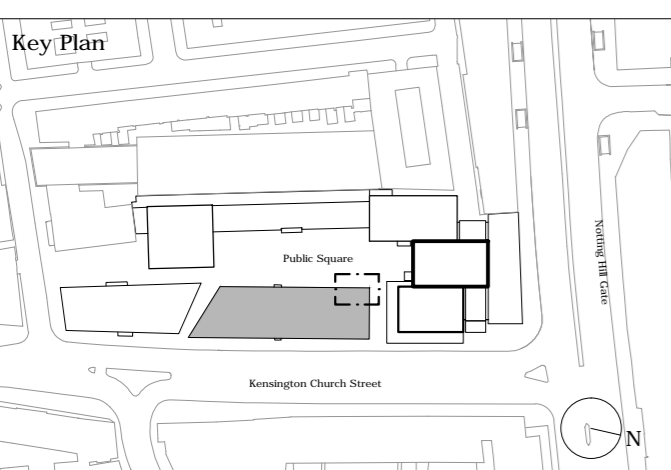 Key Plan
Public Square
Notting Hill Gate
Kensington Church Street
N